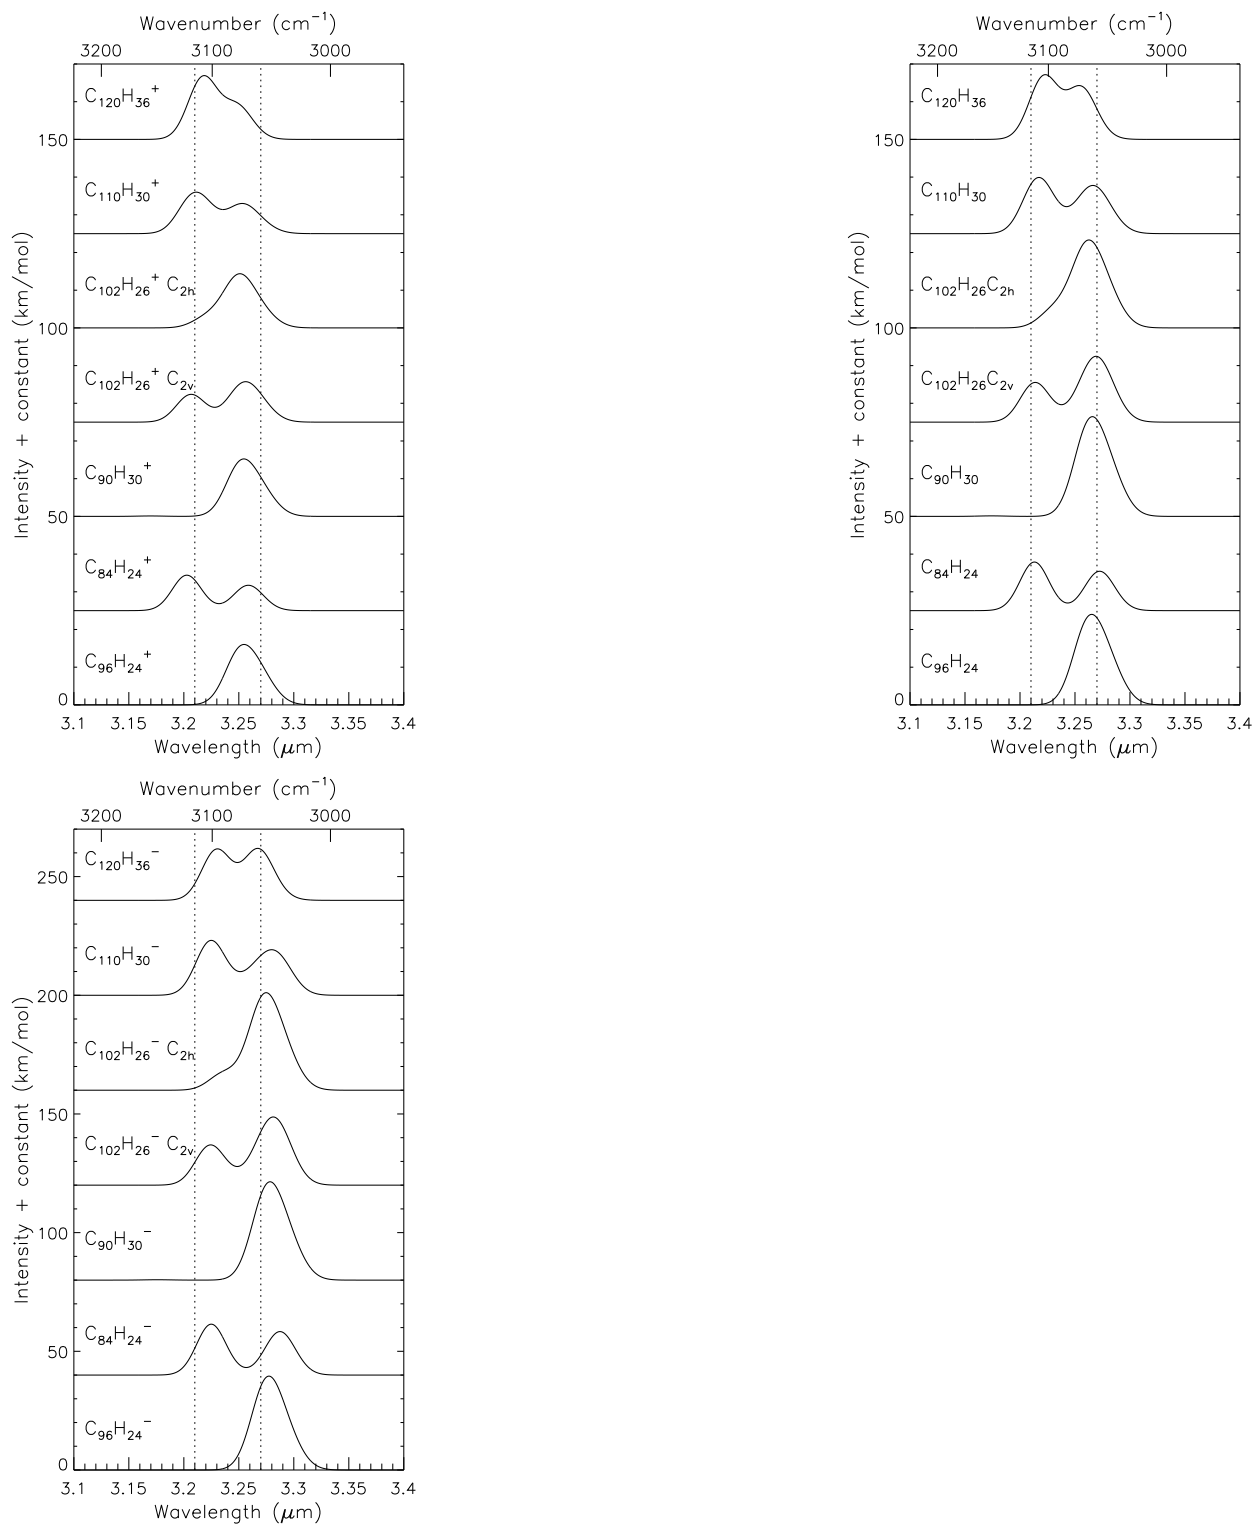 Wavenumber (cm⁻¹)
3200 3100 3000
C₁₂₀H₃₆⁺
150
C₁₁₀H₃₀⁺
C₁₀₂H₂₆⁺ C₂ₕ
100
C₁₀₂H₂₆⁺ C₂ᵥ
C₉₀H₃₀⁺
50
C₈₄H₂₄⁺
C₉₆H₂₄⁺
0
3.1 3.15 3.2 3.25 3.3 3.35 3.4
Wavelength (μm)
Intensity + constant (km/mol)
Wavenumber (cm⁻¹)
3200 3100 3000
C₁₂₀H₃₆
150
C₁₁₀H₃₀
C₁₀₂H₂₆C₂ₕ
100
C₁₀₂H₂₆C₂ᵥ
C₉₀H₃₀
50
C₈₄H₂₄
C₉₆H₂₄
0
3.1 3.15 3.2 3.25 3.3 3.35 3.4
Wavelength (μm)
Intensity + constant (km/mol)
Wavenumber (cm⁻¹)
3200 3100 3000
C₁₂₀H₃₆⁻
250
C₁₁₀H₃₀⁻
200
C₁₀₂H₂₆⁻ C₂ₕ
150
C₁₀₂H₂₆⁻ C₂ᵥ
100
C₉₀H₃₀⁻
C₈₄H₂₄⁻
50
C₉₆H₂₄⁻
0
3.1 3.15 3.2 3.25 3.3 3.35 3.4
Wavelength (μm)
Intensity + constant (km/mol)